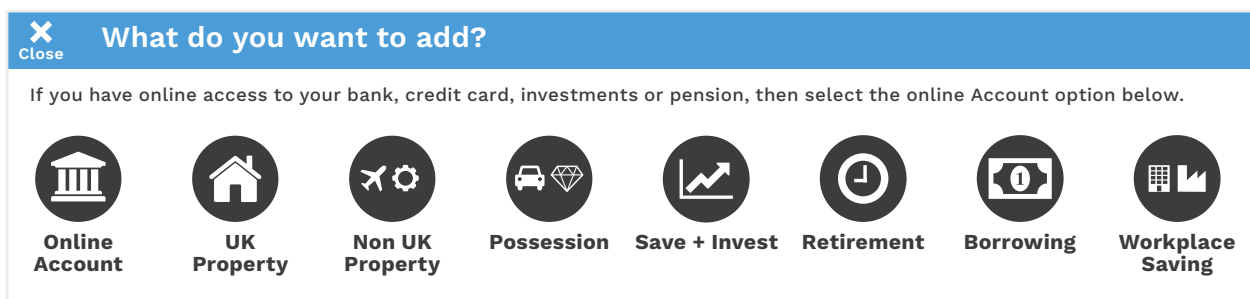 What do you want to add?
Close
If you have online access to your bank, credit card, investments or pension, then select the online Account option below.
1
Online
Account
UK
Property
Non UK
Property
Possession
Save + Invest
Retirement
Borrowing
Workplace
Saving